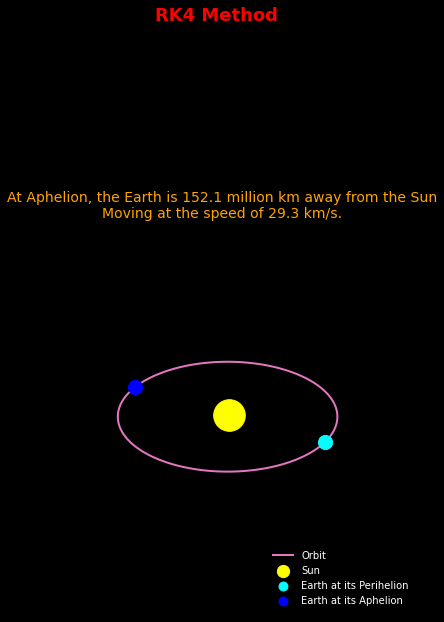 RK4 Method
At Aphelion, the Earth is 152.1 million km away from the Sun
Moving at the speed of 29.3 km/s.
Orbit
Sun
Earth at its Perihelion
Earth at its Aphelion